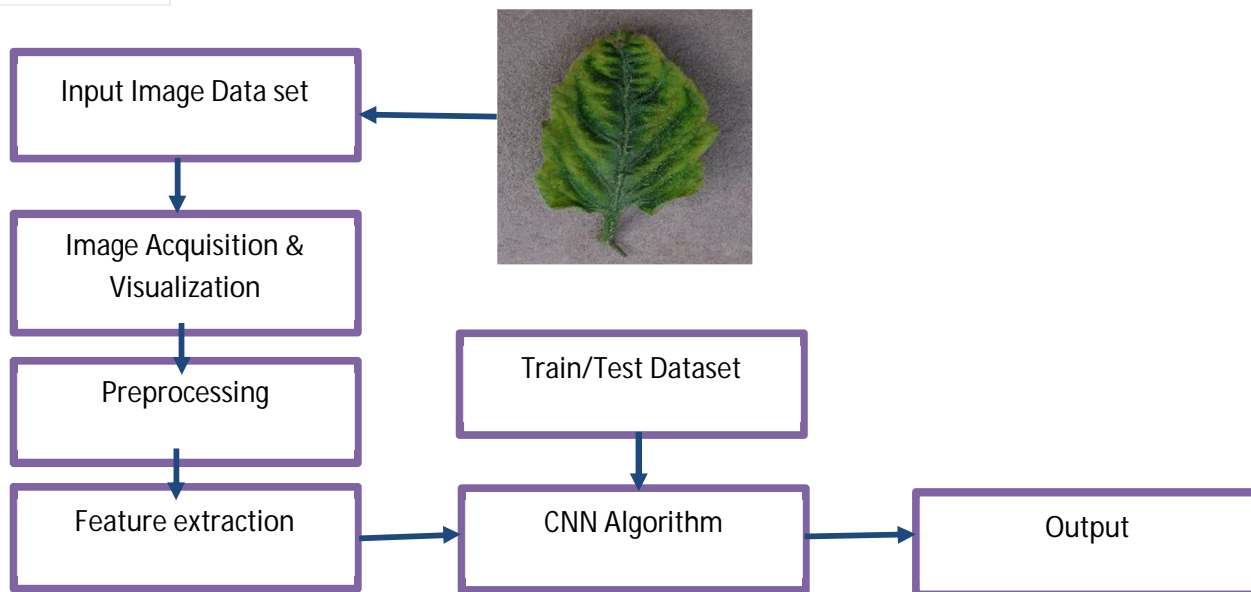 Input Image Data set
Image Acquisition &
Visualization
Preprocessing
Train/Test Dataset
Feature extraction
CNN Algorithm
Output